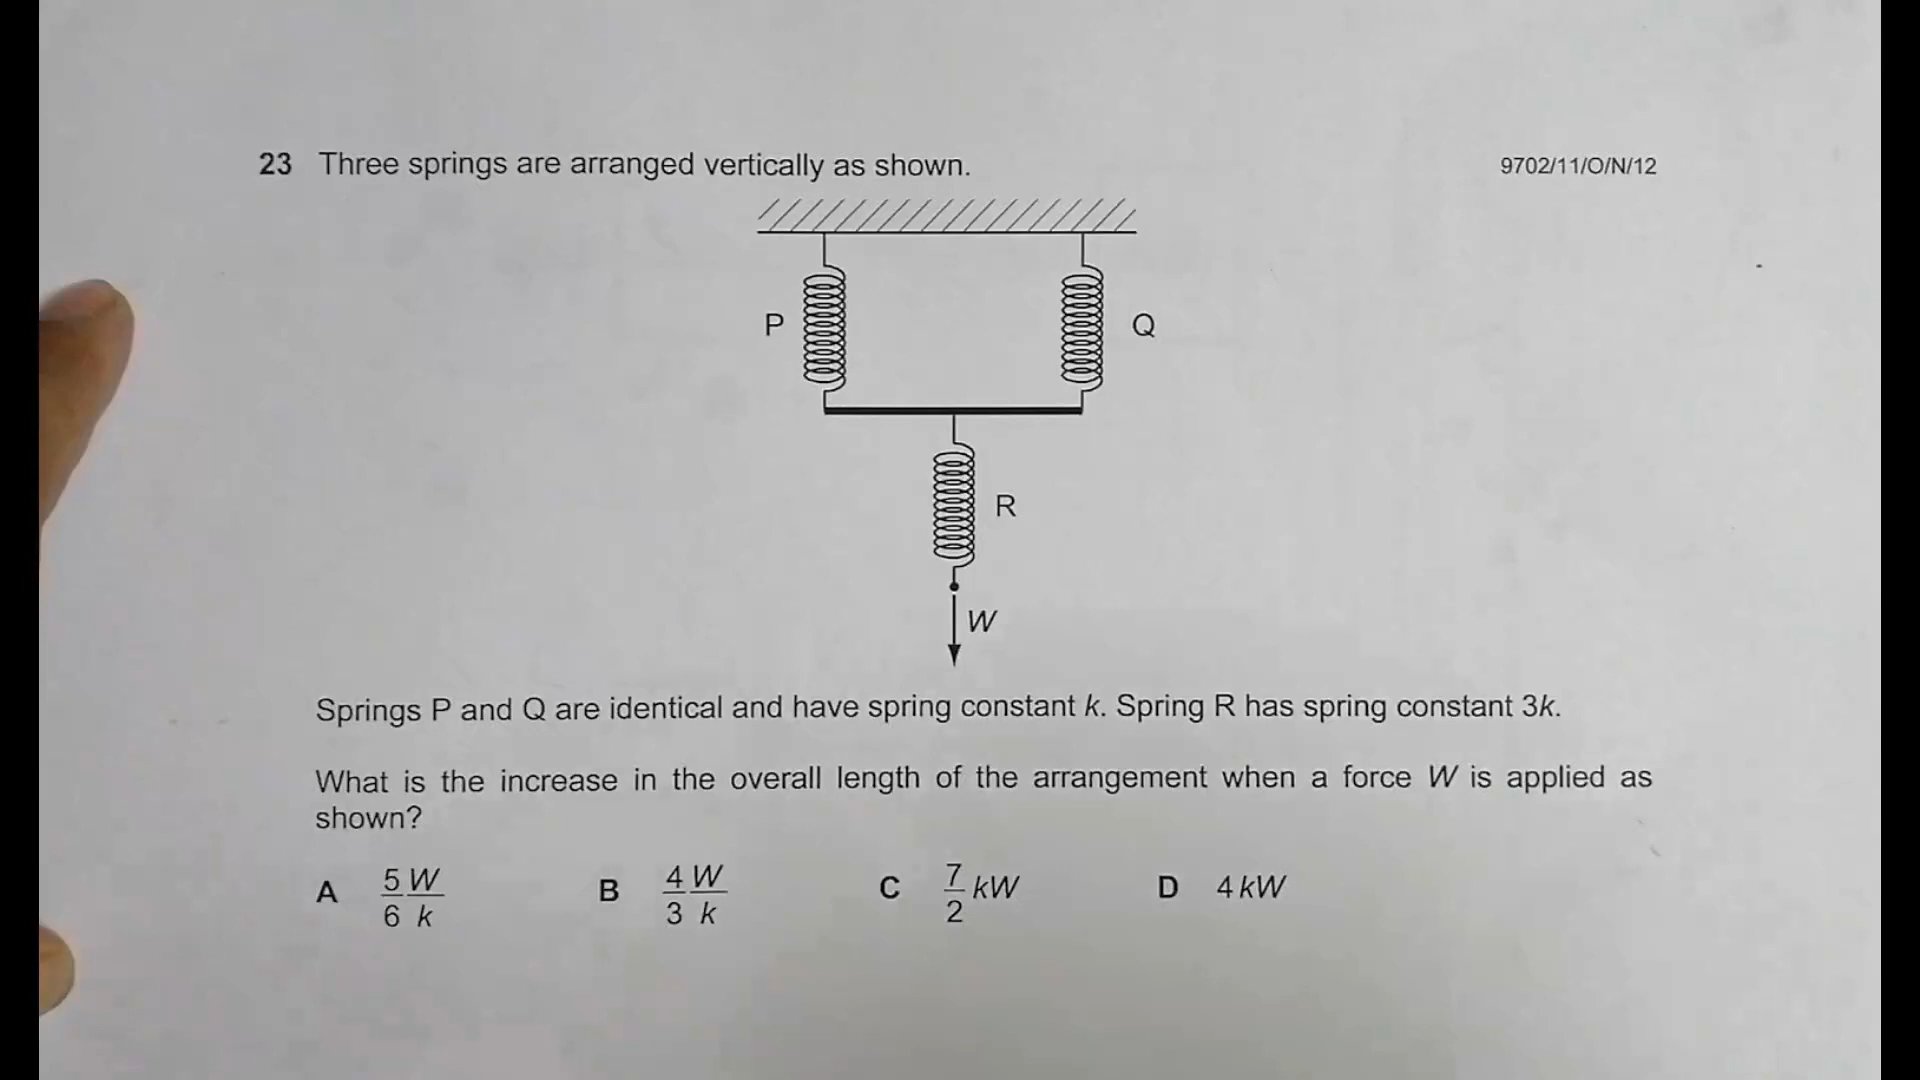 23 Three springs are arranged vertically as shown.
9702/11/O/N/12
P
Q
R
W
Springs P and Q are identical and have spring constant k. Spring R has spring constant 3k.
What is the increase in the overall length of the arrangement when a force W is applied as
shown?
A 5/6 W/k B 4/3 W/k C 7/2 kW D 4 kW